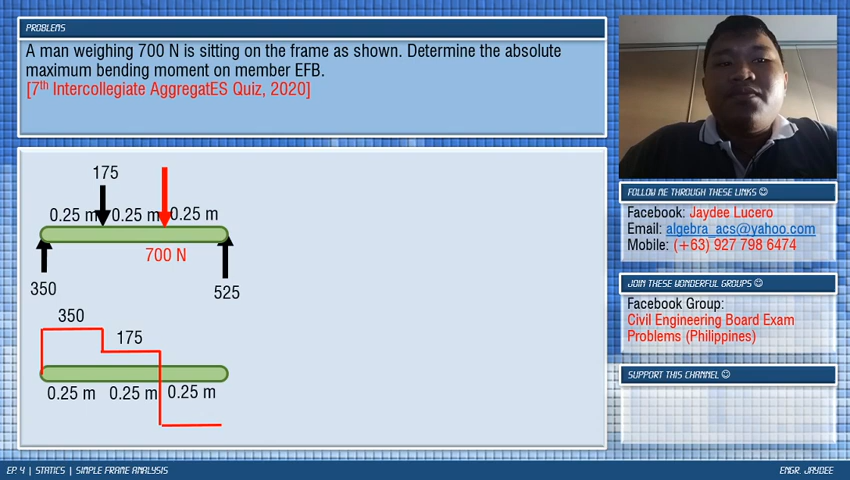 PROBLEMS
A man weighing 700 N is sitting on the frame as shown. Determine the absolute
maximum bending moment on member EFB.
[7th Intercollegiate AggregatES Quiz, 2020]
175
0.25 m 0.25 m 0.25 m
700 N
350
525
350
175
0.25 m 0.25 m 0.25 m
FOLLOW ME THROUGH THESE LINKS ☺
Facebook: Jaydee Lucero
Email: algebra_acs@yahoo.com
Mobile: (+63) 927 798 6474
JOIN THESE WONDERFUL GROUPS ☺
Facebook Group:
Civil Engineering Board Exam
Problems (Philippines)
SUPPORT THIS CHANNEL ☺
EP. 4 | STATICS | SIMPLE FRAME ANALYSIS
ENGR. JAYDEE